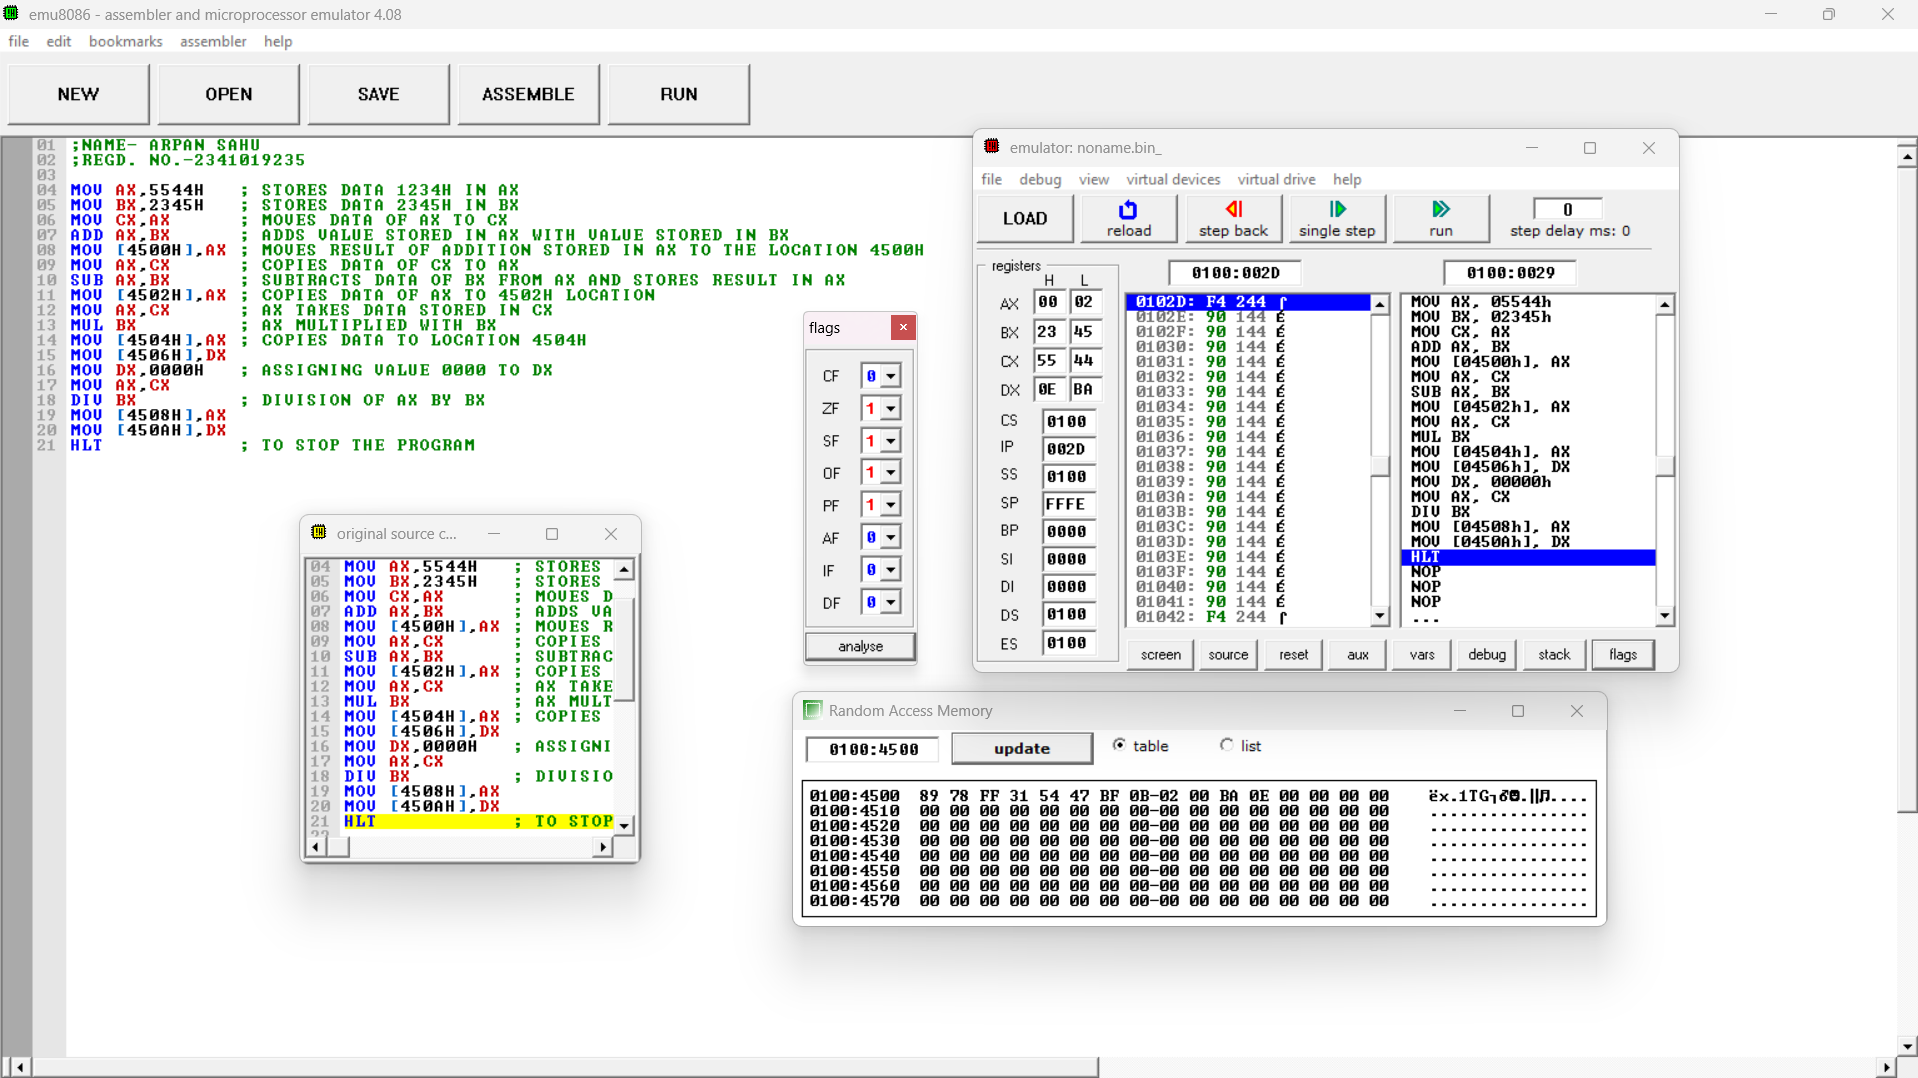 emu8086 - assembler and microprocessor emulator 4.08
file edit bookmarks assembler help
NEW OPEN SAVE ASSEMBLE RUN
01 ;NAME- ARPAN SAHU
02 ;REGD. NO.-2341019235
03
04 MOV AX,5544H ; STORES DATA 1234H IN AX
05 MOV BX,2345H ; STORES DATA 2345H IN BX
06 MOV CX,AX ; MOVES DATA OF AX TO CX
07 ADD AX,BX ; ADDS VALUE STORED IN AX WITH VALUE STORED IN BX
08 MOV [4500H],AX ; MOVES RESULT OF ADDITION STORED IN AX TO THE LOCATION 4500H
09 MOV AX,CX ; COPIES DATA OF CX TO AX
10 SUB AX,BX ; SUBTRACTS DATA OF BX FROM AX AND STORES RESULT IN AX
11 MOV [4502H],AX ; COPIES DATA OF AX TO 4502H LOCATION
12 MOV AX,CX ; AX TAKES DATA STORED IN CX
13 MUL BX ; AX MULTIPLIED WITH BX
14 MOV [4504H],AX ; COPIES DATA TO LOCATION 4504H
15 MOV [4506H],DX
16 MOV DX,0000H ; ASSIGNING VALUE 0000 TO DX
17 MOV AX,CX
18 DIV BX ; DIVISION OF AX BY BX
19 MOV [4508H],AX
20 MOV [450AH],DX
21 HLT ; TO STOP THE PROGRAM
original source c...
04 MOV AX,5544H ; STORES
05 MOV BX,2345H ; STORES
06 MOV CX,AX ; MOVES D
07 ADD AX,BX ; ADDS VA
08 MOV [4500H],AX ; MOVES R
09 MOV AX,CX ; COPIES
10 SUB AX,BX ; SUBTRAC
11 MOV [4502H],AX ; COPIES
12 MOV AX,CX ; AX TAKE
13 MUL BX ; AX MULT
14 MOV [4504H],AX ; COPIES
15 MOV [4506H],DX
16 MOV DX,0000H ; ASSIGNI
17 MOV AX,CX
18 DIV BX ; DIVISIO
19 MOV [4508H],AX
20 MOV [450AH],DX
21 HLT ; TO STOP
22
flags
CF 0
ZF 1
SF 1
OF 1
PF 1
AF 0
IF 0
DF 0
analyse
emulator: noname.bin_
file debug view virtual devices virtual drive help
LOAD reload step back single step run 0
step delay ms: 0
registers 0100:002D 0100:0029
H L
AX 00 02
BX 23 45
CX 55 44
DX 0E BA
CS 0100
IP 002D
SS 0100
SP FFFE
BP 0000
SI 0000
DI 0000
DS 0100
ES 0100
0102D: F4 244 ⌠
0102E: 90 144 É
0102F: 90 144 É
01030: 90 144 É
01031: 90 144 É
01032: 90 144 É
01033: 90 144 É
01034: 90 144 É
01035: 90 144 É
01036: 90 144 É
01037: 90 144 É
01038: 90 144 É
01039: 90 144 É
0103A: 90 144 É
0103B: 90 144 É
0103C: 90 144 É
0103D: 90 144 É
0103E: 90 144 É
0103F: 90 144 É
01040: 90 144 É
01041: 90 144 É
01042: F4 244 ⌠
MOV AX, 05544h
MOV BX, 02345h
MOV CX, AX
ADD AX, BX
MOV [04500h], AX
MOV AX, CX
SUB AX, BX
MOV [04502h], AX
MOV AX, CX
MUL BX
MOV [04504h], AX
MOV [04506h], DX
MOV DX, 00000h
MOV AX, CX
DIV BX
MOV [04508h], AX
MOV [0450Ah], DX
HLT
NOP
NOP
NOP
...
screen source reset aux vars debug stack flags
Random Access Memory
0100:4500 update table list
0100:4500 89 78 FF 31 54 47 BF 0B-02 00 BA 0E 00 00 00 00 ëx.1TG┐♂☻.║♫....
0100:4510 00 00 00 00 00 00 00 00-00 00 00 00 00 00 00 00 ................
0100:4520 00 00 00 00 00 00 00 00-00 00 00 00 00 00 00 00 ................
0100:4530 00 00 00 00 00 00 00 00-00 00 00 00 00 00 00 00 ................
0100:4540 00 00 00 00 00 00 00 00-00 00 00 00 00 00 00 00 ................
0100:4550 00 00 00 00 00 00 00 00-00 00 00 00 00 00 00 00 ................
0100:4560 00 00 00 00 00 00 00 00-00 00 00 00 00 00 00 00 ................
0100:4570 00 00 00 00 00 00 00 00-00 00 00 00 00 00 00 00 ................